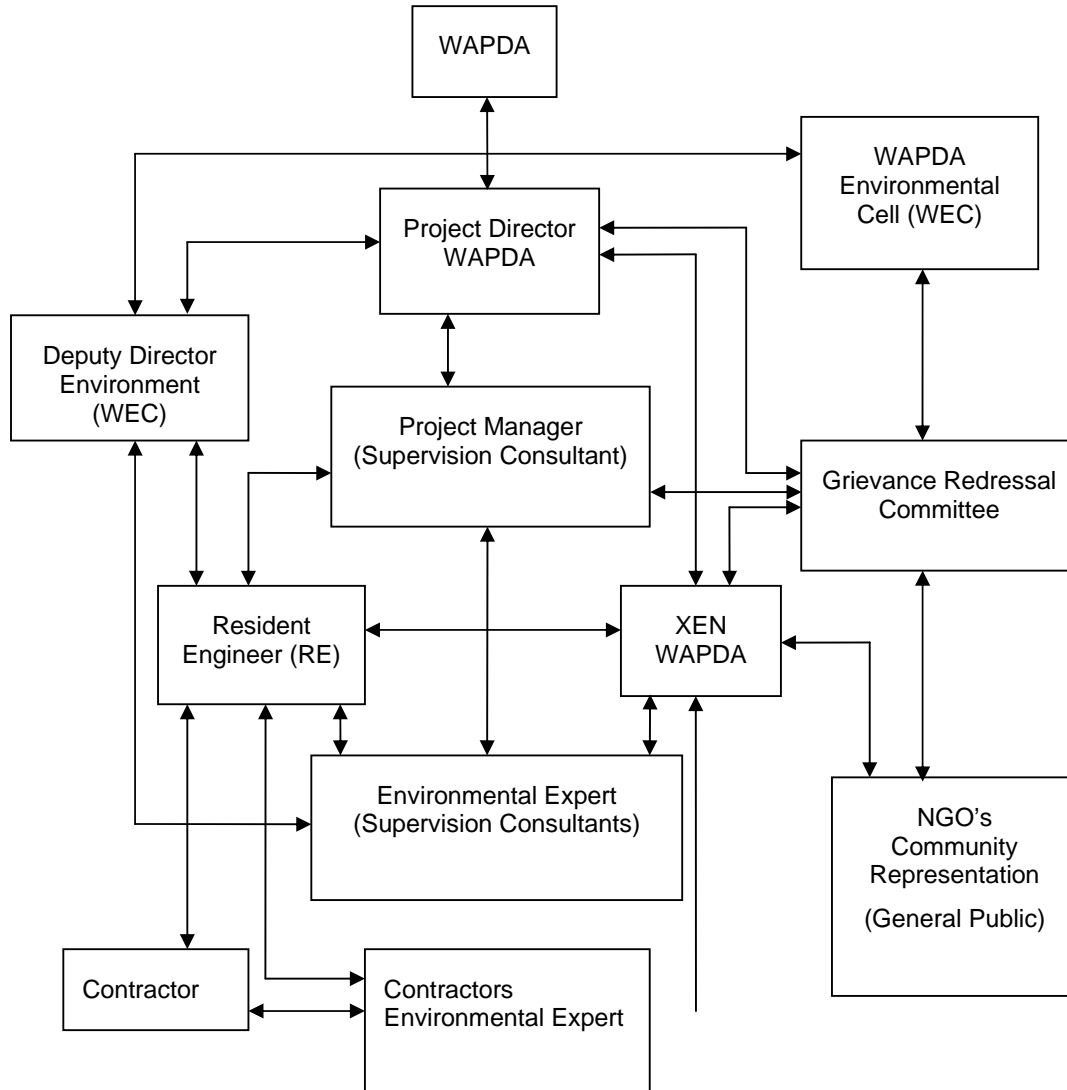 WAPDA
WAPDA
Environmental
Cell (WEC)
Project Director
WAPDA
Deputy Director
Environment
(WEC)
Project Manager
(Supervision Consultant)
Grievance Redressal
Committee
Resident
Engineer (RE)
XEN
WAPDA
Environmental Expert
(Supervision Consultants)
NGO’s
Community
Representation
(General Public)
Contractor
Contractors
Environmental Expert